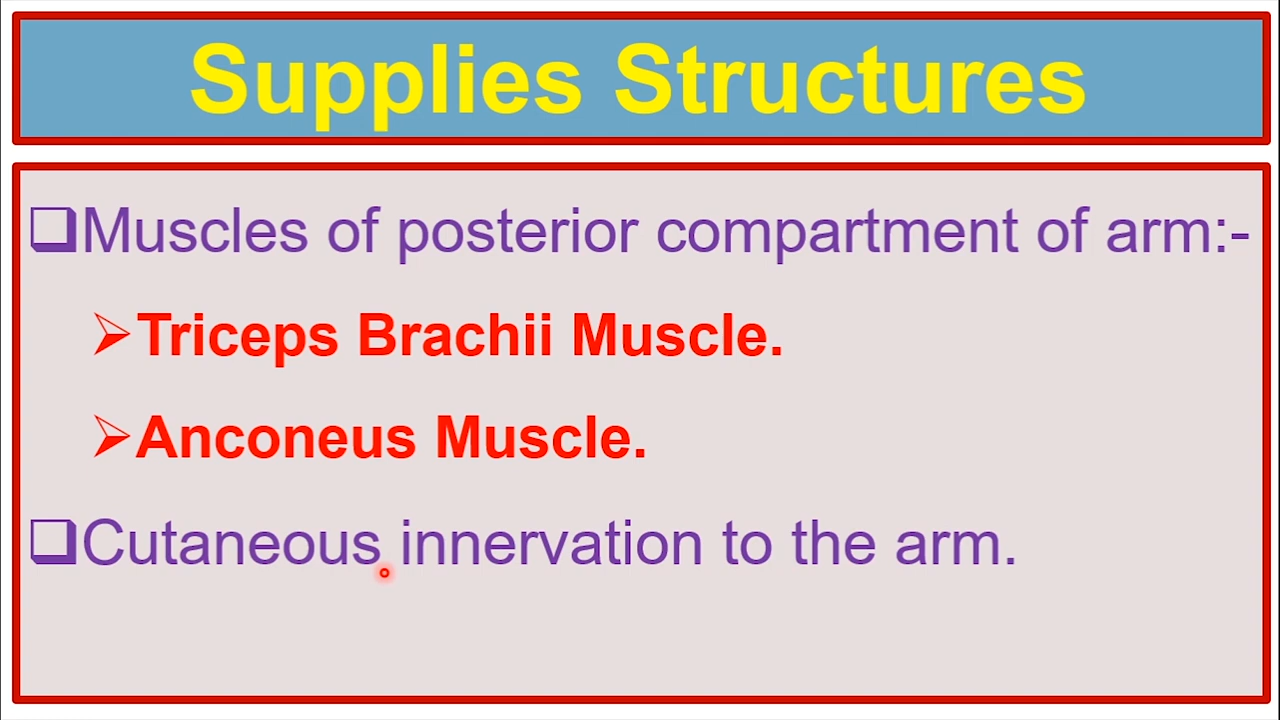 Supplies Structures
❑Muscles of posterior compartment of arm:-
➢Triceps Brachii Muscle.
➢Anconeus Muscle.
❑Cutaneous innervation to the arm.